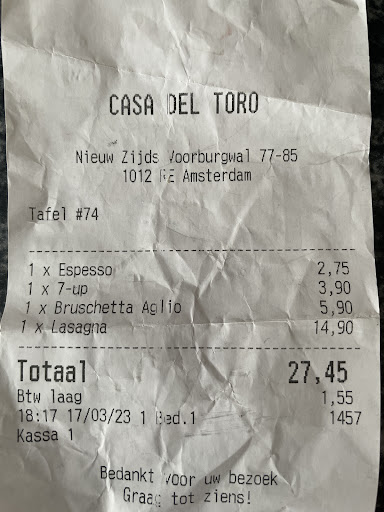 CASA DEL TORO
Nieuw Zijds Voorburgwal 77-85
1012 RE Amsterdam
Tafel #74
1 x Espesso 2,75
1 x 7-up 3,90
1 x Bruschetta Aglio 5,90
1 x Lasagna 14,90
Totaal 27,45
Btw laag 1,55
18:17 17/03/23 1 Bed.1 1457
Kassa 1
Bedankt voor uw bezoek
Graag tot ziens!